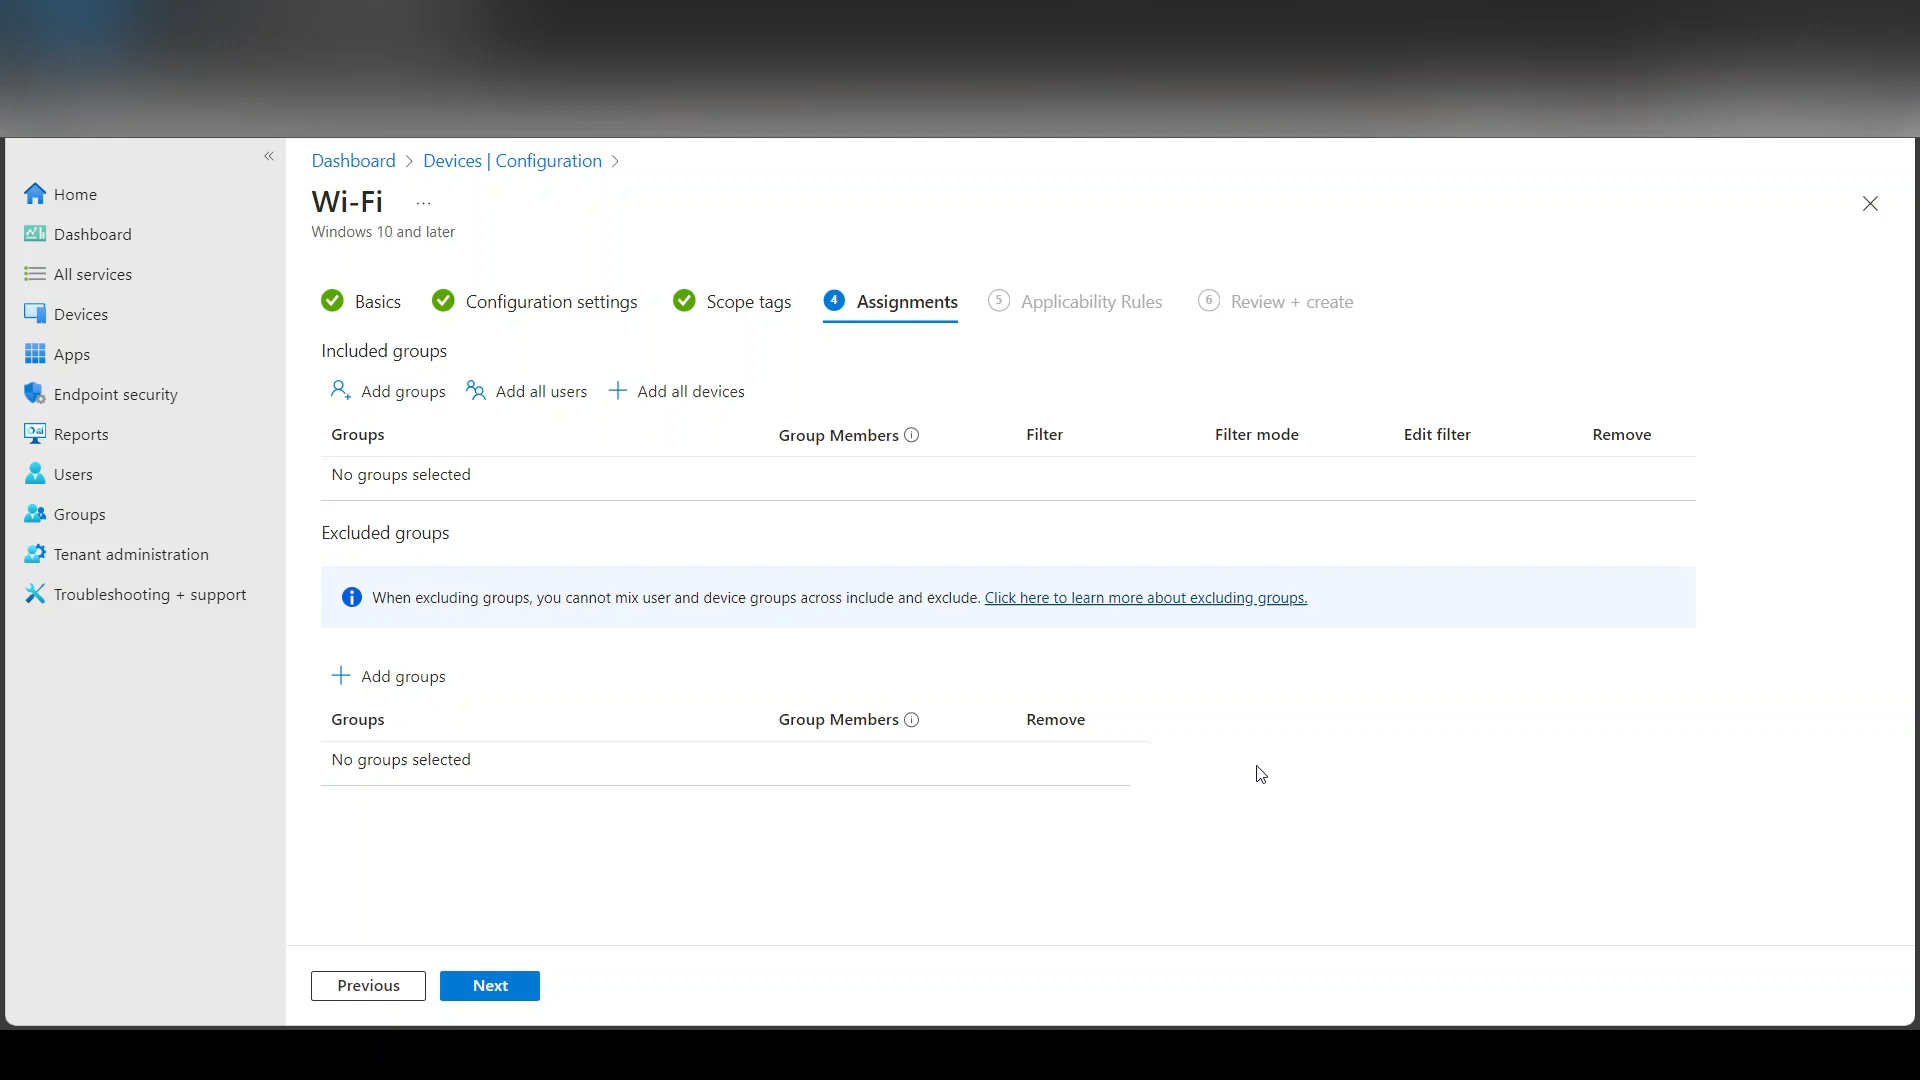 «
Home
Dashboard
All services
Devices
Apps
Endpoint security
Reports
Users
Groups
Tenant administration
Troubleshooting + support
Dashboard > Devices | Configuration >
Wi-Fi ...
Windows 10 and later
Basics Configuration settings Scope tags 4 Assignments 5 Applicability Rules 6 Review + create
Included groups
Add groups Add all users Add all devices
Groups Group Members Filter Filter mode Edit filter Remove
No groups selected
Excluded groups
When excluding groups, you cannot mix user and device groups across include and exclude. Click here to learn more about excluding groups.
Add groups
Groups Group Members Remove
No groups selected
Previous Next